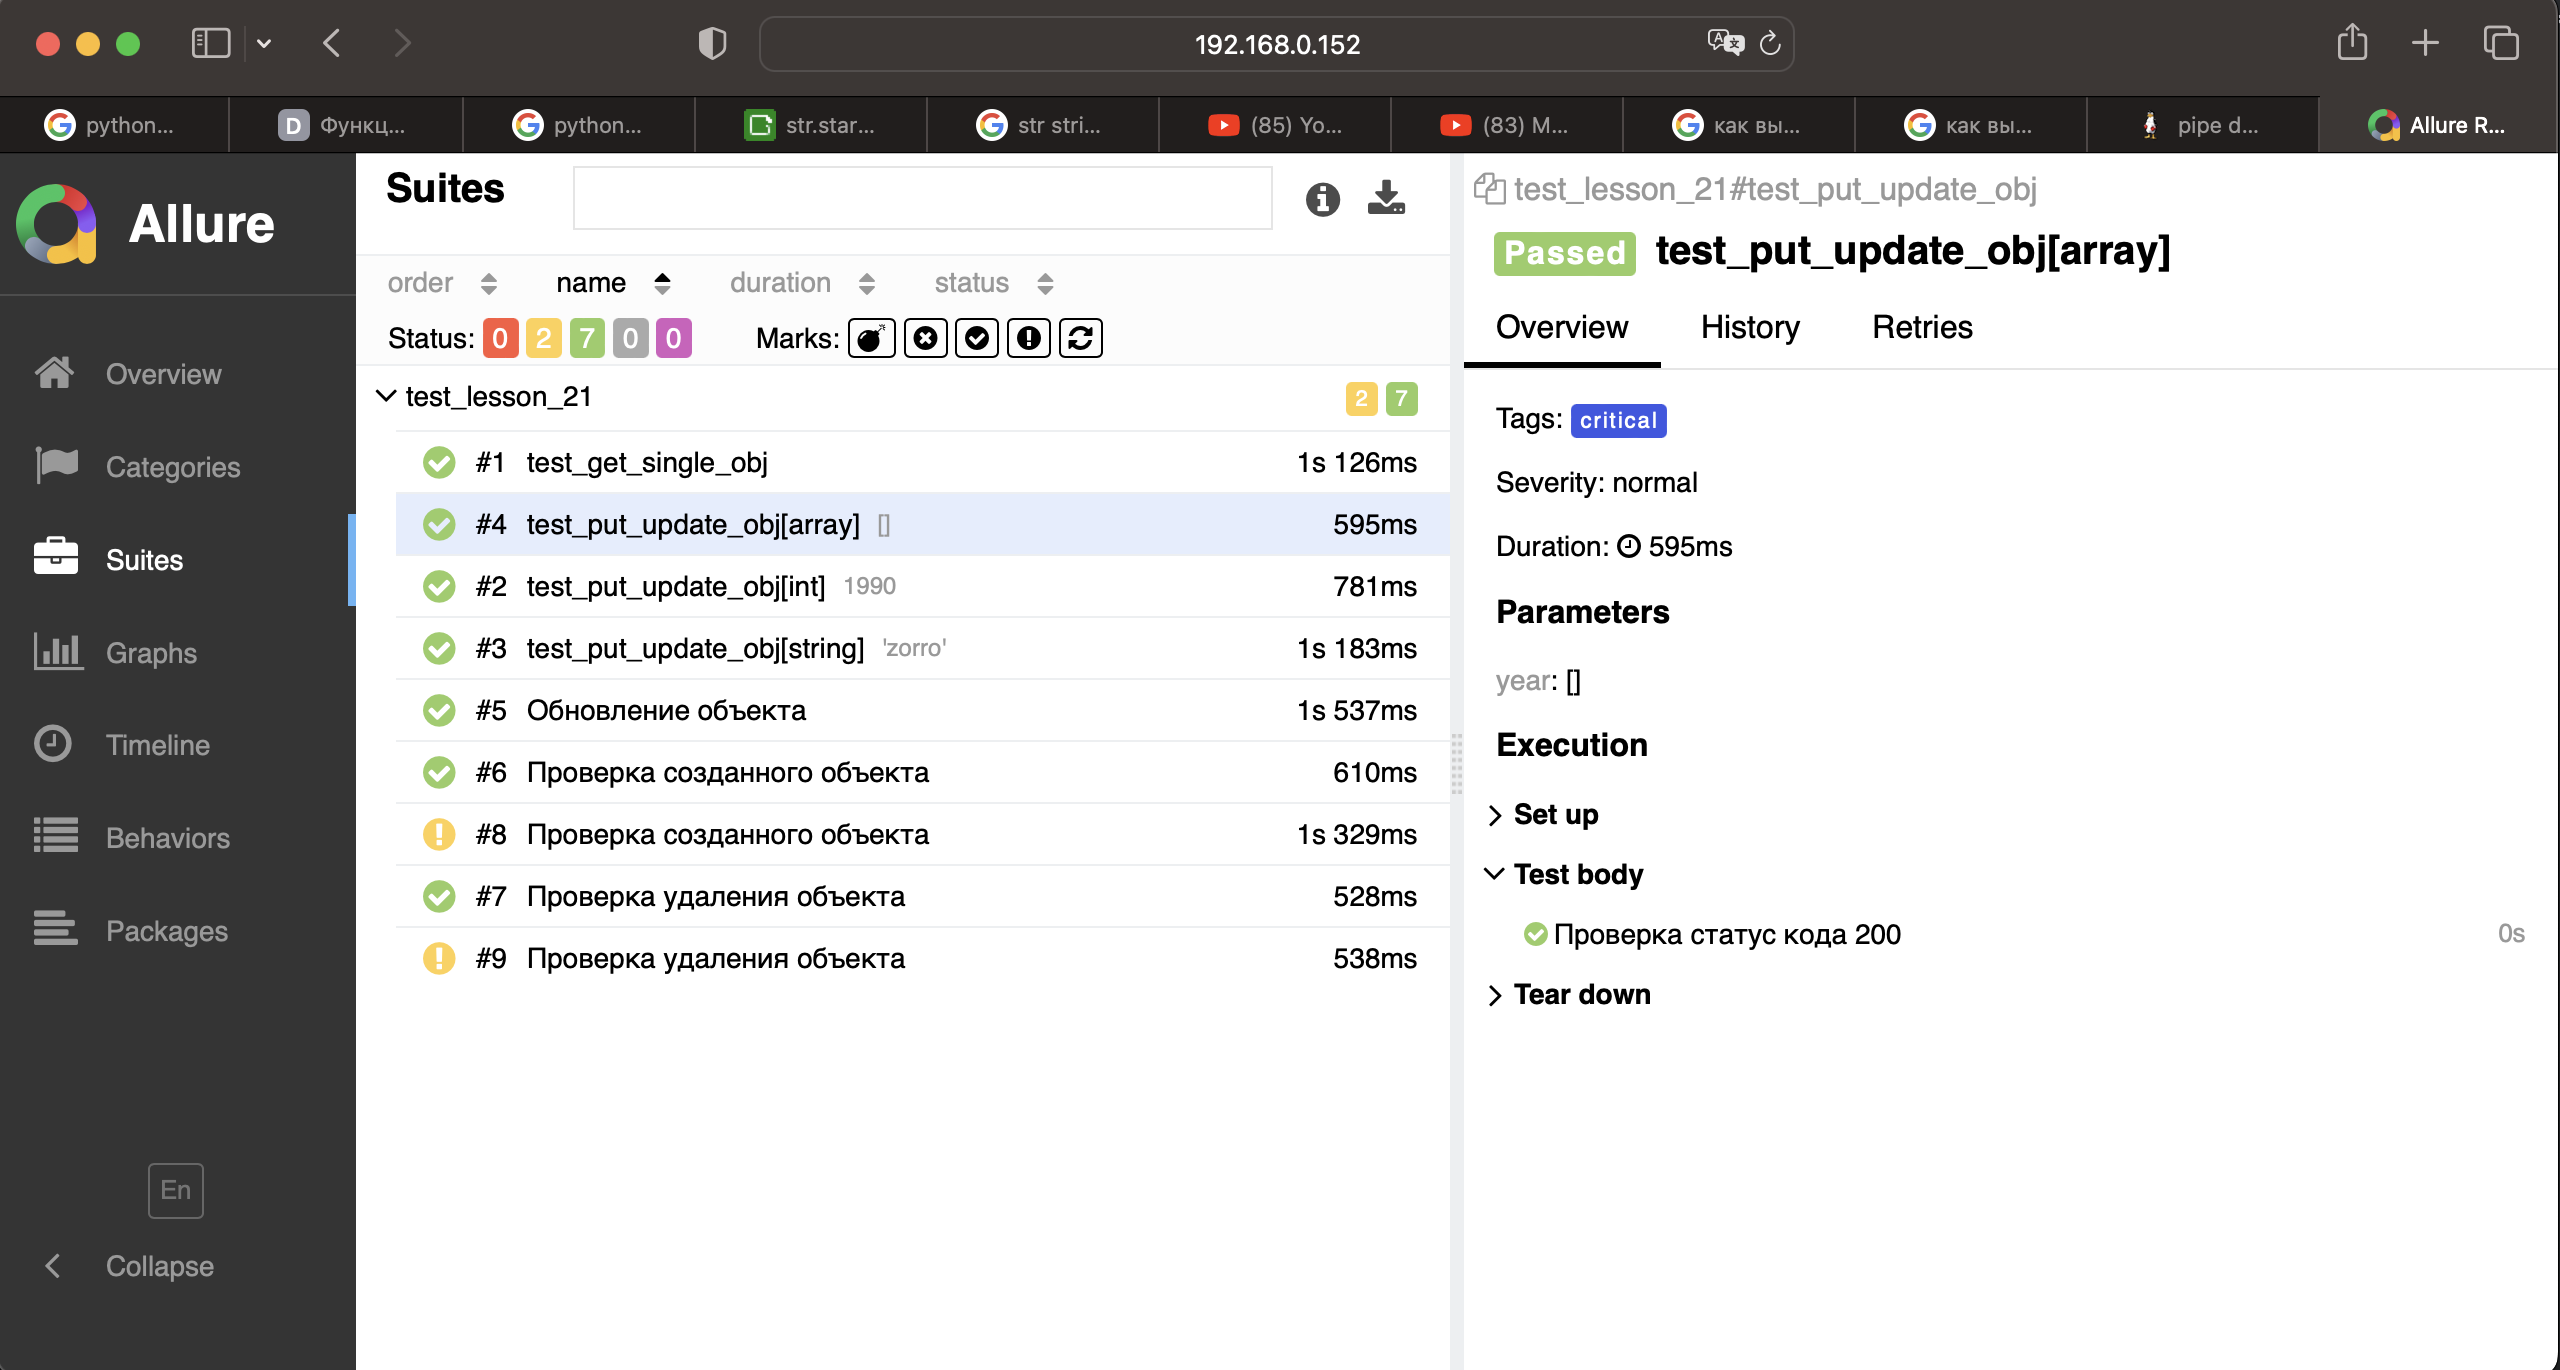 192.168.0.152
python...
D Функц...
python...
str.star...
str stri...
(85) Yo...
(83) M...
как вы...
как вы...
pipe d...
Allure R...
Allure
Overview
Categories
Suites
Graphs
Timeline
Behaviors
Packages
En
Collapse
Suites
order name duration status
Status: 0 2 7 0 0 Marks:
test_lesson_21 2 7
#1 test_get_single_obj 1s 126ms
#4 test_put_update_obj[array] [] 595ms
#2 test_put_update_obj[int] 1990 781ms
#3 test_put_update_obj[string] 'zorro' 1s 183ms
#5 Обновление объекта 1s 537ms
#6 Проверка созданного объекта 610ms
#8 Проверка созданного объекта 1s 329ms
#7 Проверка удаления объекта 528ms
#9 Проверка удаления объекта 538ms
test_lesson_21#test_put_update_obj
Passed test_put_update_obj[array]
Overview History Retries
Tags: critical
Severity: normal
Duration: 595ms
Parameters
year: []
Execution
Set up
Test body
Проверка статус кода 200 0s
Tear down